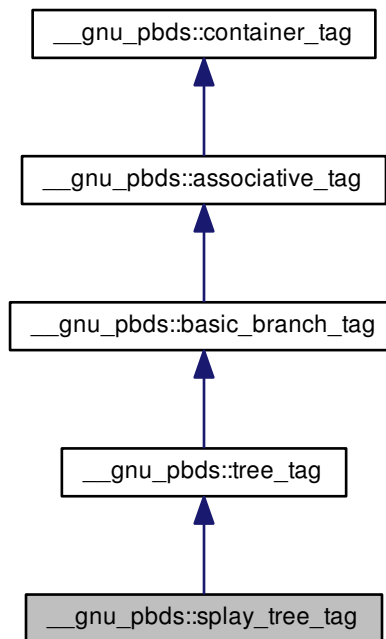 __gnu_pbds::container_tag
__gnu_pbds::associative_tag
__gnu_pbds::basic_branch_tag
__gnu_pbds::tree_tag
__gnu_pbds::splay_tree_tag